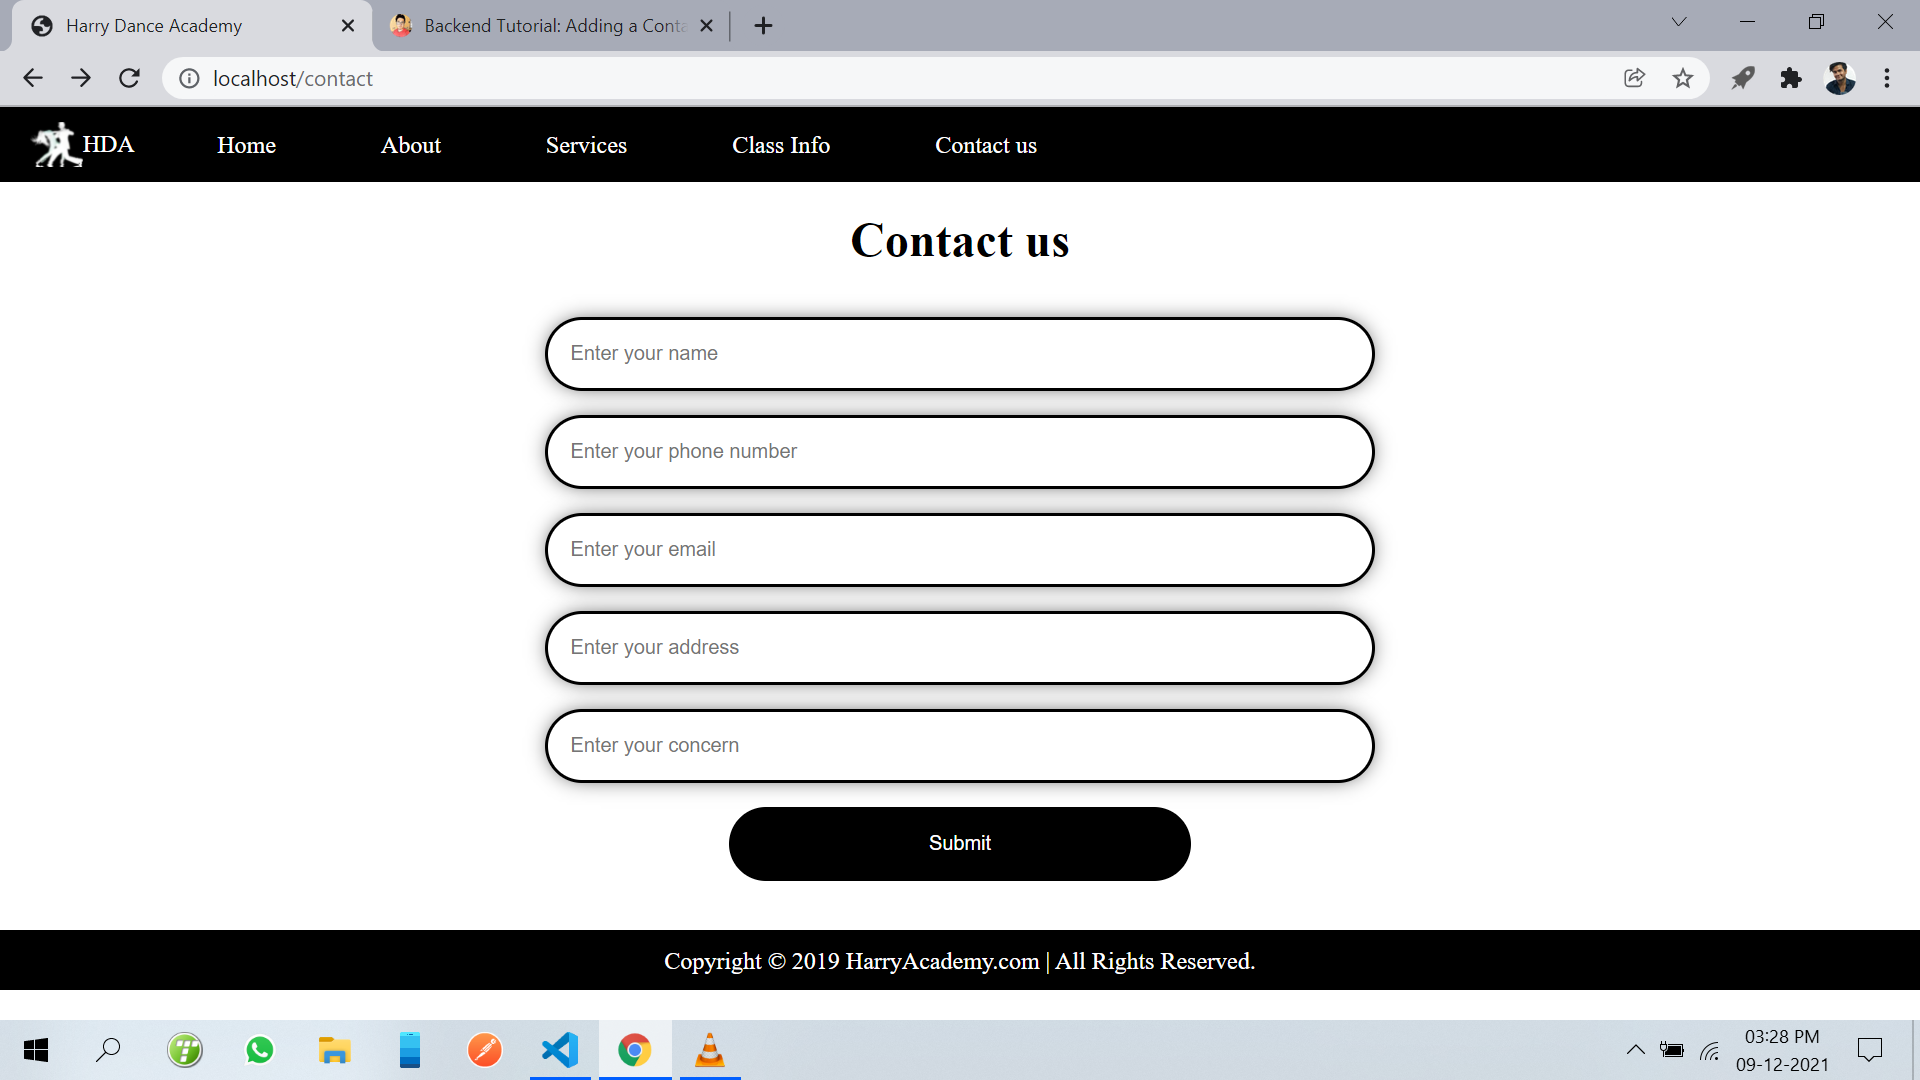 Harry Dance Academy
Backend Tutorial: Adding a Conta
localhost/contact
HDA Home About Services Class Info Contact us
Contact us
Enter your name
Enter your phone number
Enter your email
Enter your address
Enter your concern
Submit
Copyright © 2019 HarryAcademy.com | All Rights Reserved.
03:28 PM
09-12-2021